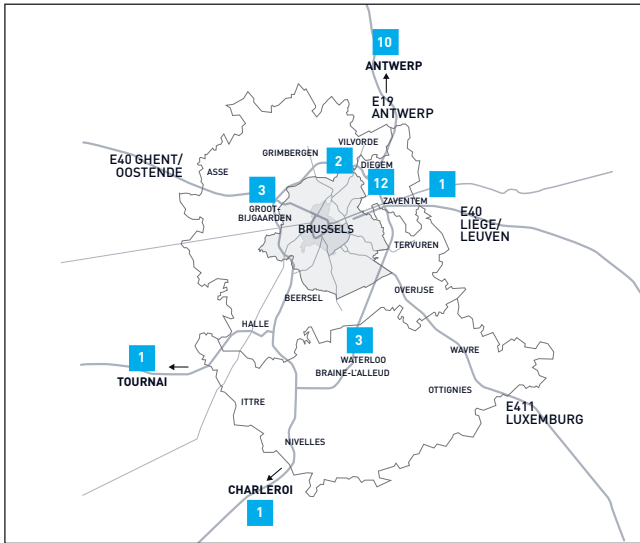 10
ANTWERP
E19
ANTWERP
VILVORDE
GRIMBERGEN
E40 GHENT/
OOSTENDE
ASSE
2
DIEGEM
3
12
1
ZAVENTEM
GROOT-
BIJGAARDEN
BRUSSELS
E40
LIEGE/
LEUVEN
TERVUREN
OVERIJSE
BEERSEL
HALLE
3
WATERLOO
BRAINE-L'ALLEUD
WAVRE
1
TOURNAI
ITTRE
OTTIGNIES
E411
LUXEMBURG
NIVELLES
CHARLEROI
1